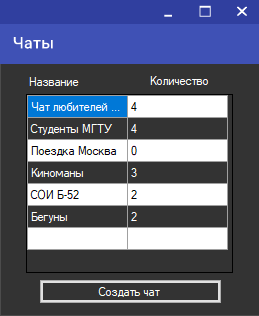 Чаты
Название Количество
Чат любителей ... 4
Студенты МГТУ 4
Поездка Москва 0
Киноманы 3
СОИ Б-52 2
Бегуны 2
Создать чат